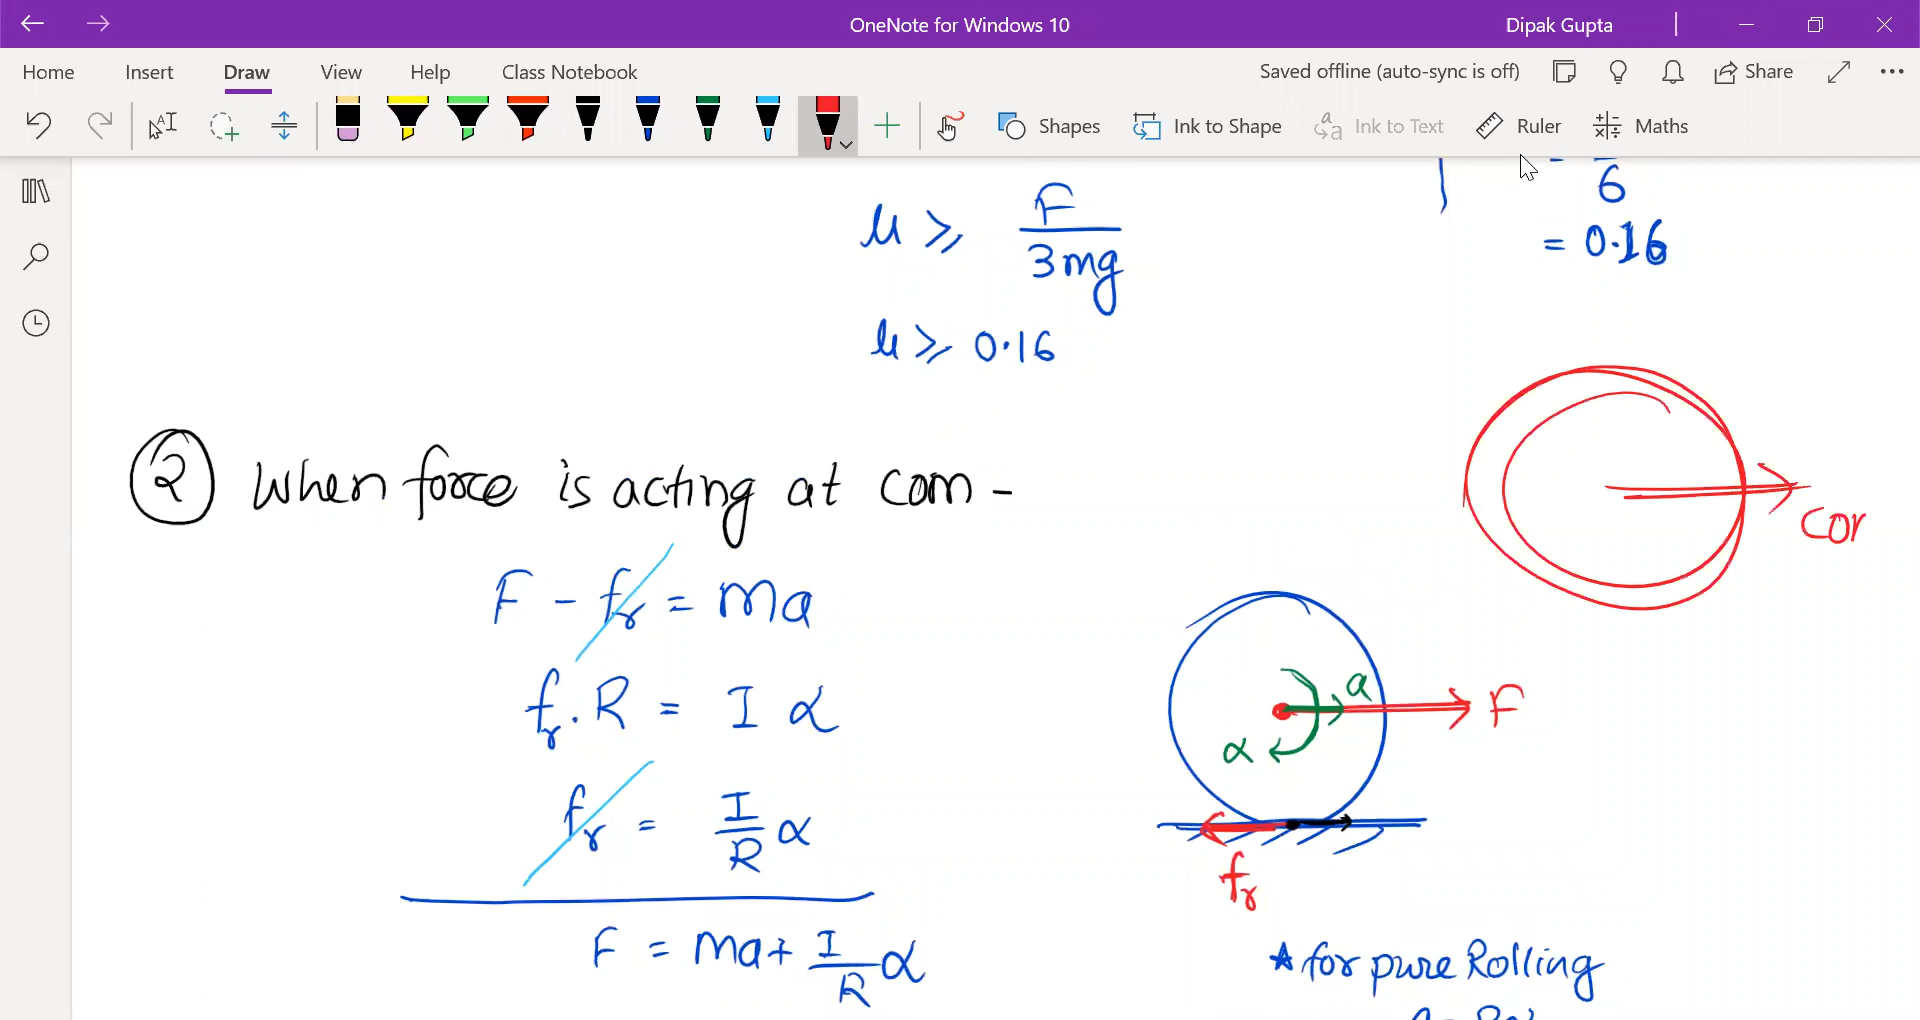 OneNote for Windows 10
Dipak Gupta
Home Insert Draw View Help Class Notebook
Saved offline (auto-sync is off) Share
Shapes Ink to Shape Ink to Text Ruler Maths
μ ≥ F/3mg
= /6
= 0.16
μ ≥ 0.16
② When force is acting at com -
F - fr = ma
fr . R = I α
fr = I/R α
F = ma + I/R α
com
a
F
α
fr
★ for pure Rolling